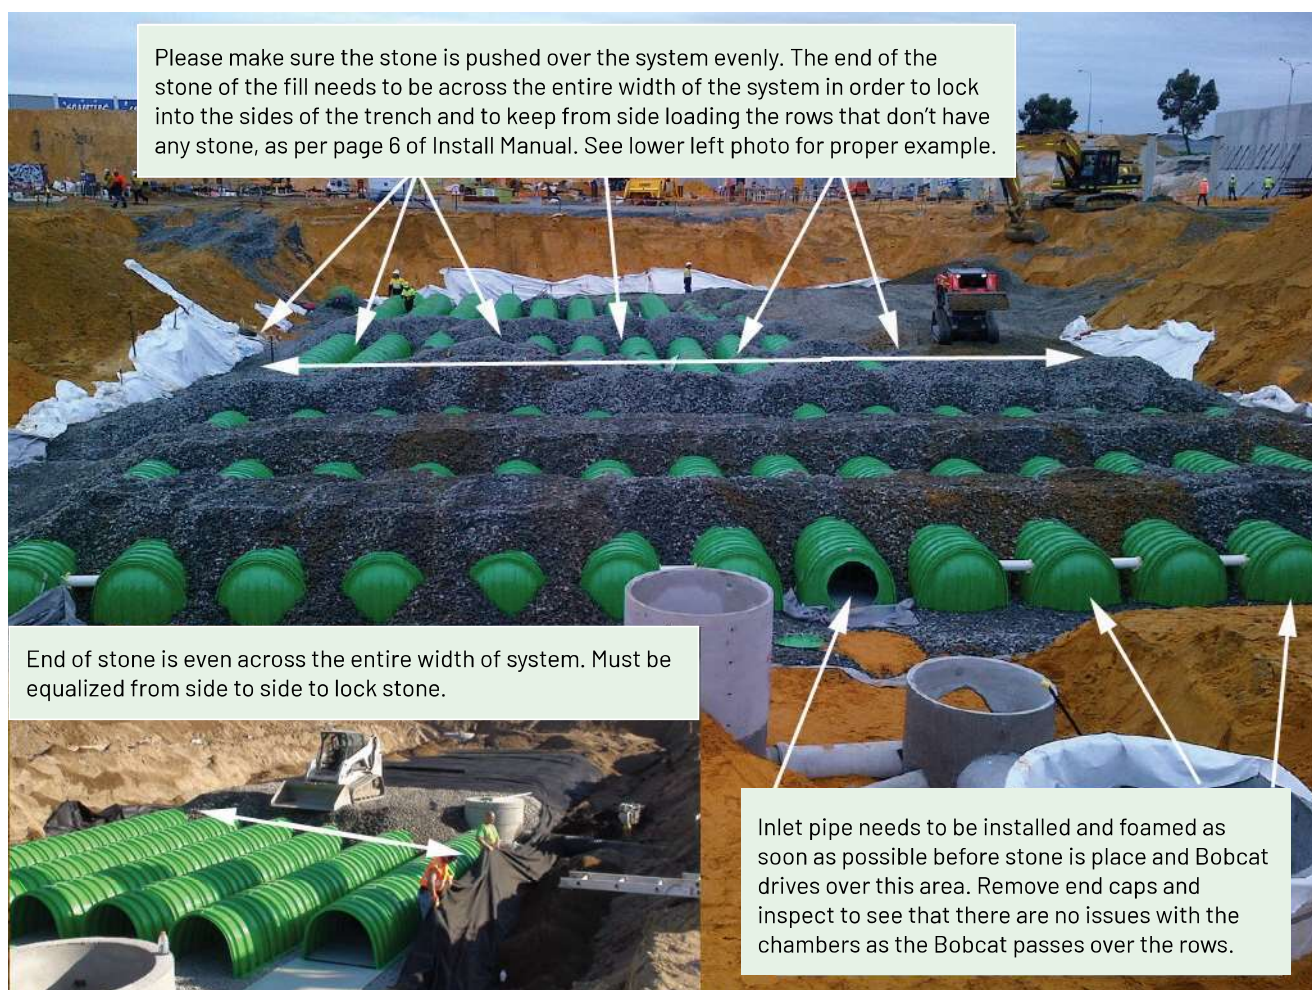 Please make sure the stone is pushed over the system evenly. The end of the
stone of the fill needs to be across the entire width of the system in order to lock
into the sides of the trench and to keep from side loading the rows that don't have
any stone, as per page 6 of Install Manual. See lower left photo for proper example.
End of stone is even across the entire width of system. Must be
equalized from side to side to lock stone.
Inlet pipe needs to be installed and foamed as
soon as possible before stone is place and Bobcat
drives over this area. Remove end caps and
inspect to see that there are no issues with the
chambers as the Bobcat passes over the rows.